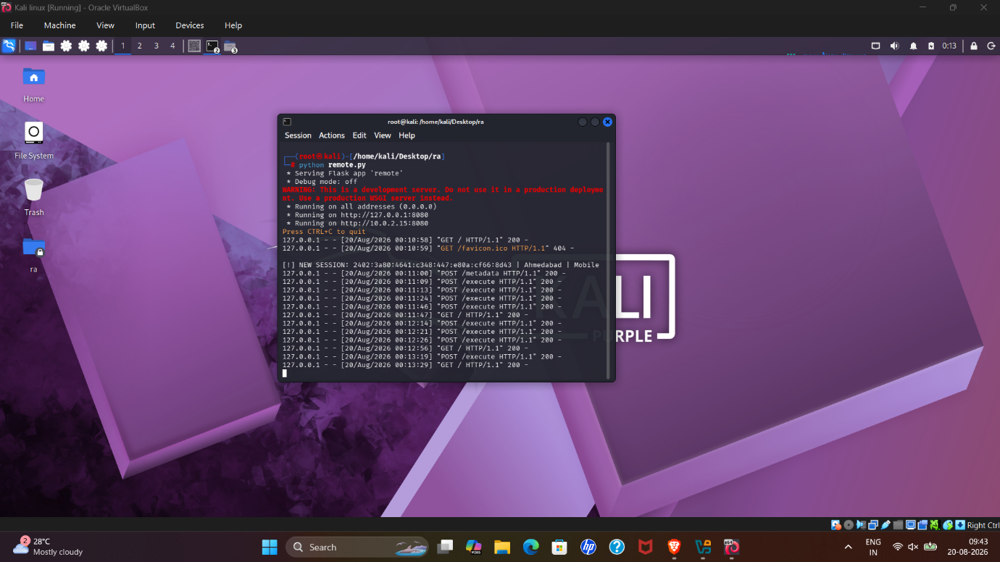 Kali linux [Running] - Oracle VirtualBox
File Machine View Input Devices Help
1 2 3 4 2 3 0:13
Home
File System
Trash
ra
root@kali: /home/kali/Desktop/ra
Session Actions Edit View Help
┌──(root㉿kali)-[/home/kali/Desktop/ra]
└─# python remote.py
* Serving Flask app 'remote'
* Debug mode: off
WARNING: This is a development server. Do not use it in a production deployme
nt. Use a production WSGI server instead.
* Running on all addresses (0.0.0.0)
* Running on http://127.0.0.1:8080
* Running on http://10.0.2.15:8080
Press CTRL+C to quit
127.0.0.1 - - [20/Aug/2026 00:10:58] "GET / HTTP/1.1" 200 -
127.0.0.1 - - [20/Aug/2026 00:10:59] "GET /favicon.ico HTTP/1.1" 404 -
[!] NEW SESSION: 2402:3a80:4641:c348:447:e80a:cf66:8d43 | Ahmedabad | Mobile
127.0.0.1 - - [20/Aug/2026 00:11:00] "POST /metadata HTTP/1.1" 200 -
127.0.0.1 - - [20/Aug/2026 00:11:09] "POST /execute HTTP/1.1" 200 -
127.0.0.1 - - [20/Aug/2026 00:11:13] "POST /execute HTTP/1.1" 200 -
127.0.0.1 - - [20/Aug/2026 00:11:24] "POST /execute HTTP/1.1" 200 -
127.0.0.1 - - [20/Aug/2026 00:11:46] "POST /execute HTTP/1.1" 200 -
127.0.0.1 - - [20/Aug/2026 00:11:47] "GET / HTTP/1.1" 200 -
127.0.0.1 - - [20/Aug/2026 00:12:14] "POST /execute HTTP/1.1" 200 -
127.0.0.1 - - [20/Aug/2026 00:12:21] "POST /execute HTTP/1.1" 200 -
127.0.0.1 - - [20/Aug/2026 00:12:26] "POST /execute HTTP/1.1" 200 -
127.0.0.1 - - [20/Aug/2026 00:12:56] "GET / HTTP/1.1" 200 -
127.0.0.1 - - [20/Aug/2026 00:13:19] "POST /execute HTTP/1.1" 200 -
127.0.0.1 - - [20/Aug/2026 00:13:29] "GET / HTTP/1.1" 200 -
KALI
PURPLE
Right Ctrl
2
28°C
Mostly cloudy
Search
M365
hp
x64
ENG
IN
09:43
20-08-2026